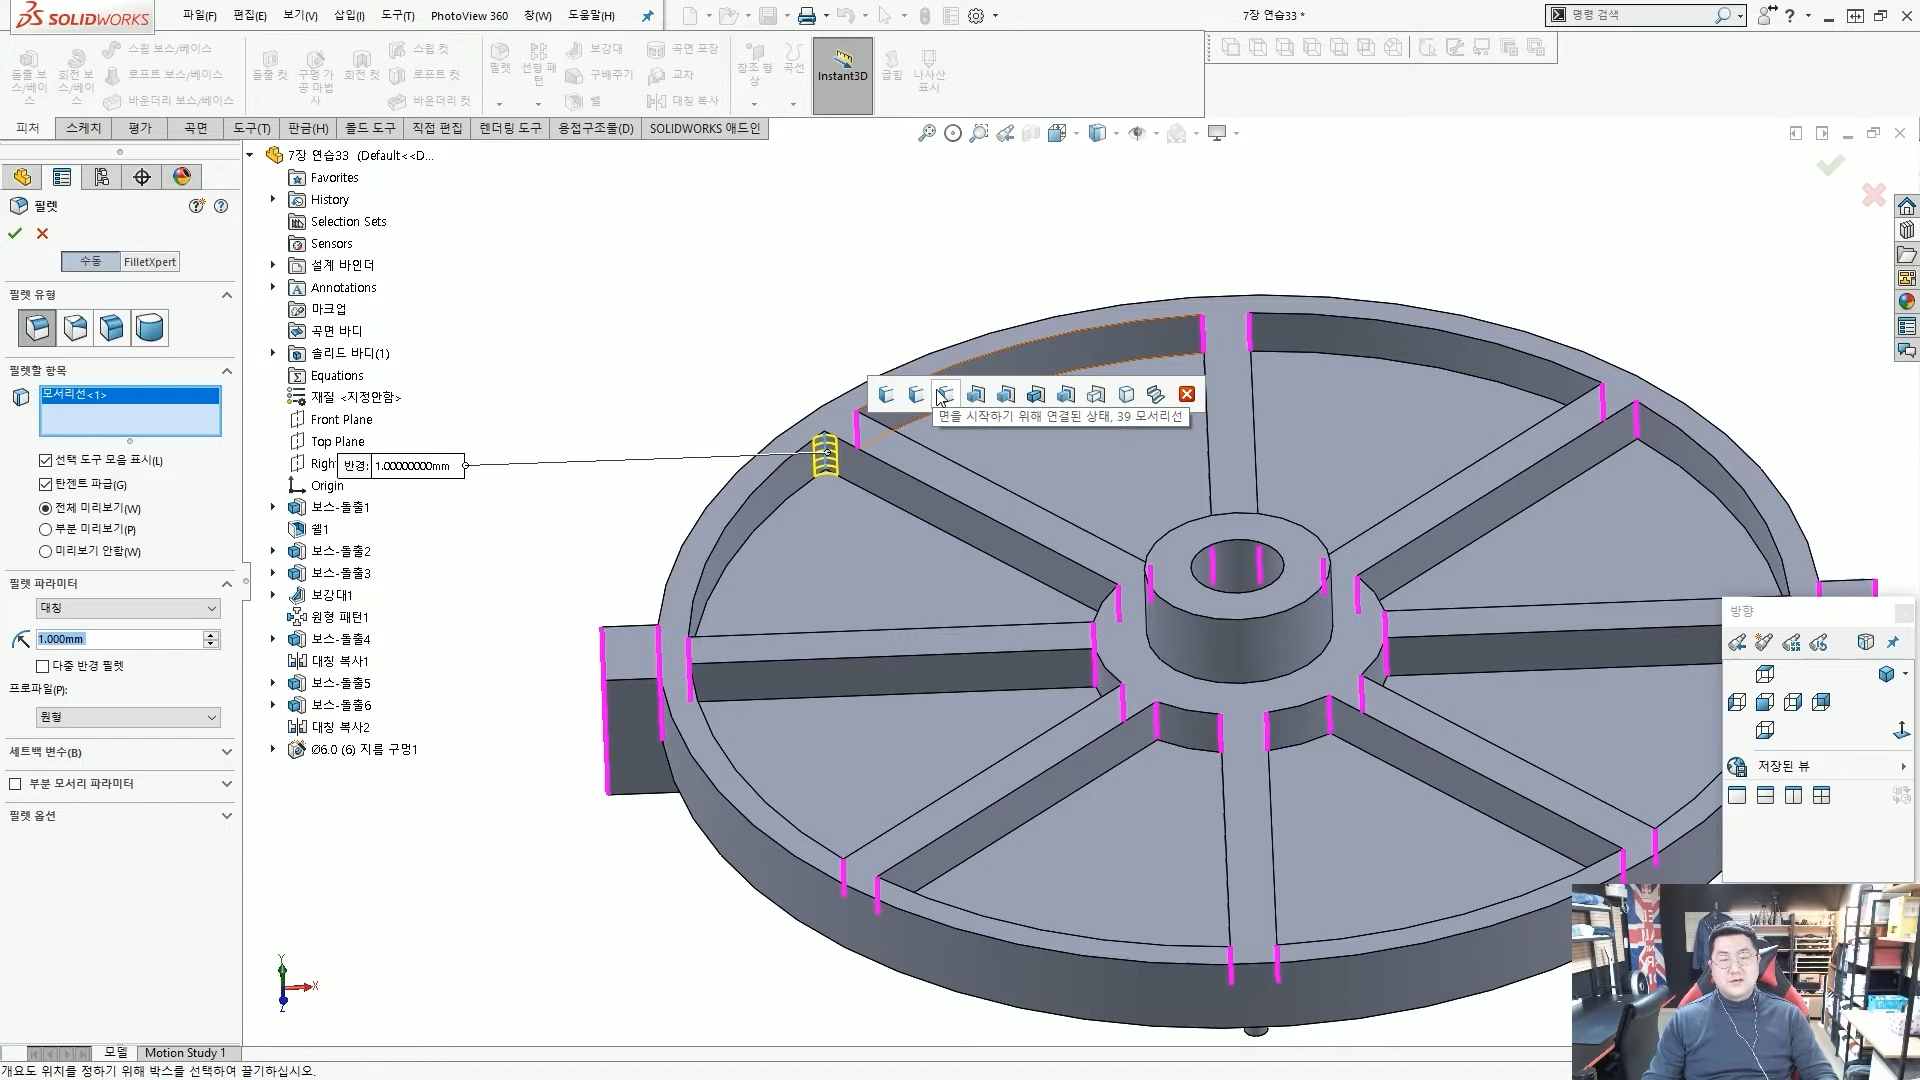 SOLIDWORKS
파일(F) 편집(E) 보기(V) 삽입(I) 도구(T) PhotoView 360 창(W) 도움말(H)
7장 연습33 *
명령 검색
돌출 보스/베이스
회전 보스/베이스
스윕 보스/베이스
로프트 보스/베이스
바운더리 보스/베이스
돌출 컷
구멍 가공 마법사
회전 컷
스윕 컷
로프트 컷
바운더리 컷
필렛
선형 패턴
보강대
구배주기
쉘
곡면 포장
교차
대칭 복사
참조 형상
곡선
Instant3D
굽힘
나사산 표시
피처 스케치 평가 곡면 도구(T) 판금(H) 몰드 도구 직접 편집 렌더링 도구 용접구조물(D) SOLIDWORKS 애드인
필렛
수동 FilletXpert
필렛 유형
필렛할 항목
모서리선<1>
선택 도구 모음 표시(L)
탄젠트 파급(G)
전체 미리보기(W)
부분 미리보기(P)
미리보기 안함(W)
필렛 파라미터
대칭
1.000mm
다중 반경 필렛
프로파일(P):
원형
세트백 변수(B)
부분 모서리 파라미터
필렛 옵션
7장 연습33 (Default<<D...
Favorites
History
Selection Sets
Sensors
설계 바인더
Annotations
마크업
곡면 바디
솔리드 바디(1)
Equations
재질 <지정안함>
Front Plane
Top Plane
Righ
Origin
보스-돌출1
쉘1
보스-돌출2
보스-돌출3
보강대1
원형 패턴1
보스-돌출4
대칭 복사1
보스-돌출5
보스-돌출6
대칭 복사2
Ø6.0 (6) 지름 구멍1
반경: 1.00000000mm
면을 시작하기 위해 연결된 상태, 39 모서리선
방향
저장된 뷰
Y
X
Z
모델 Motion Study 1
개요도 위치를 정하기 위해 박스를 선택하여 끌기하십시오.